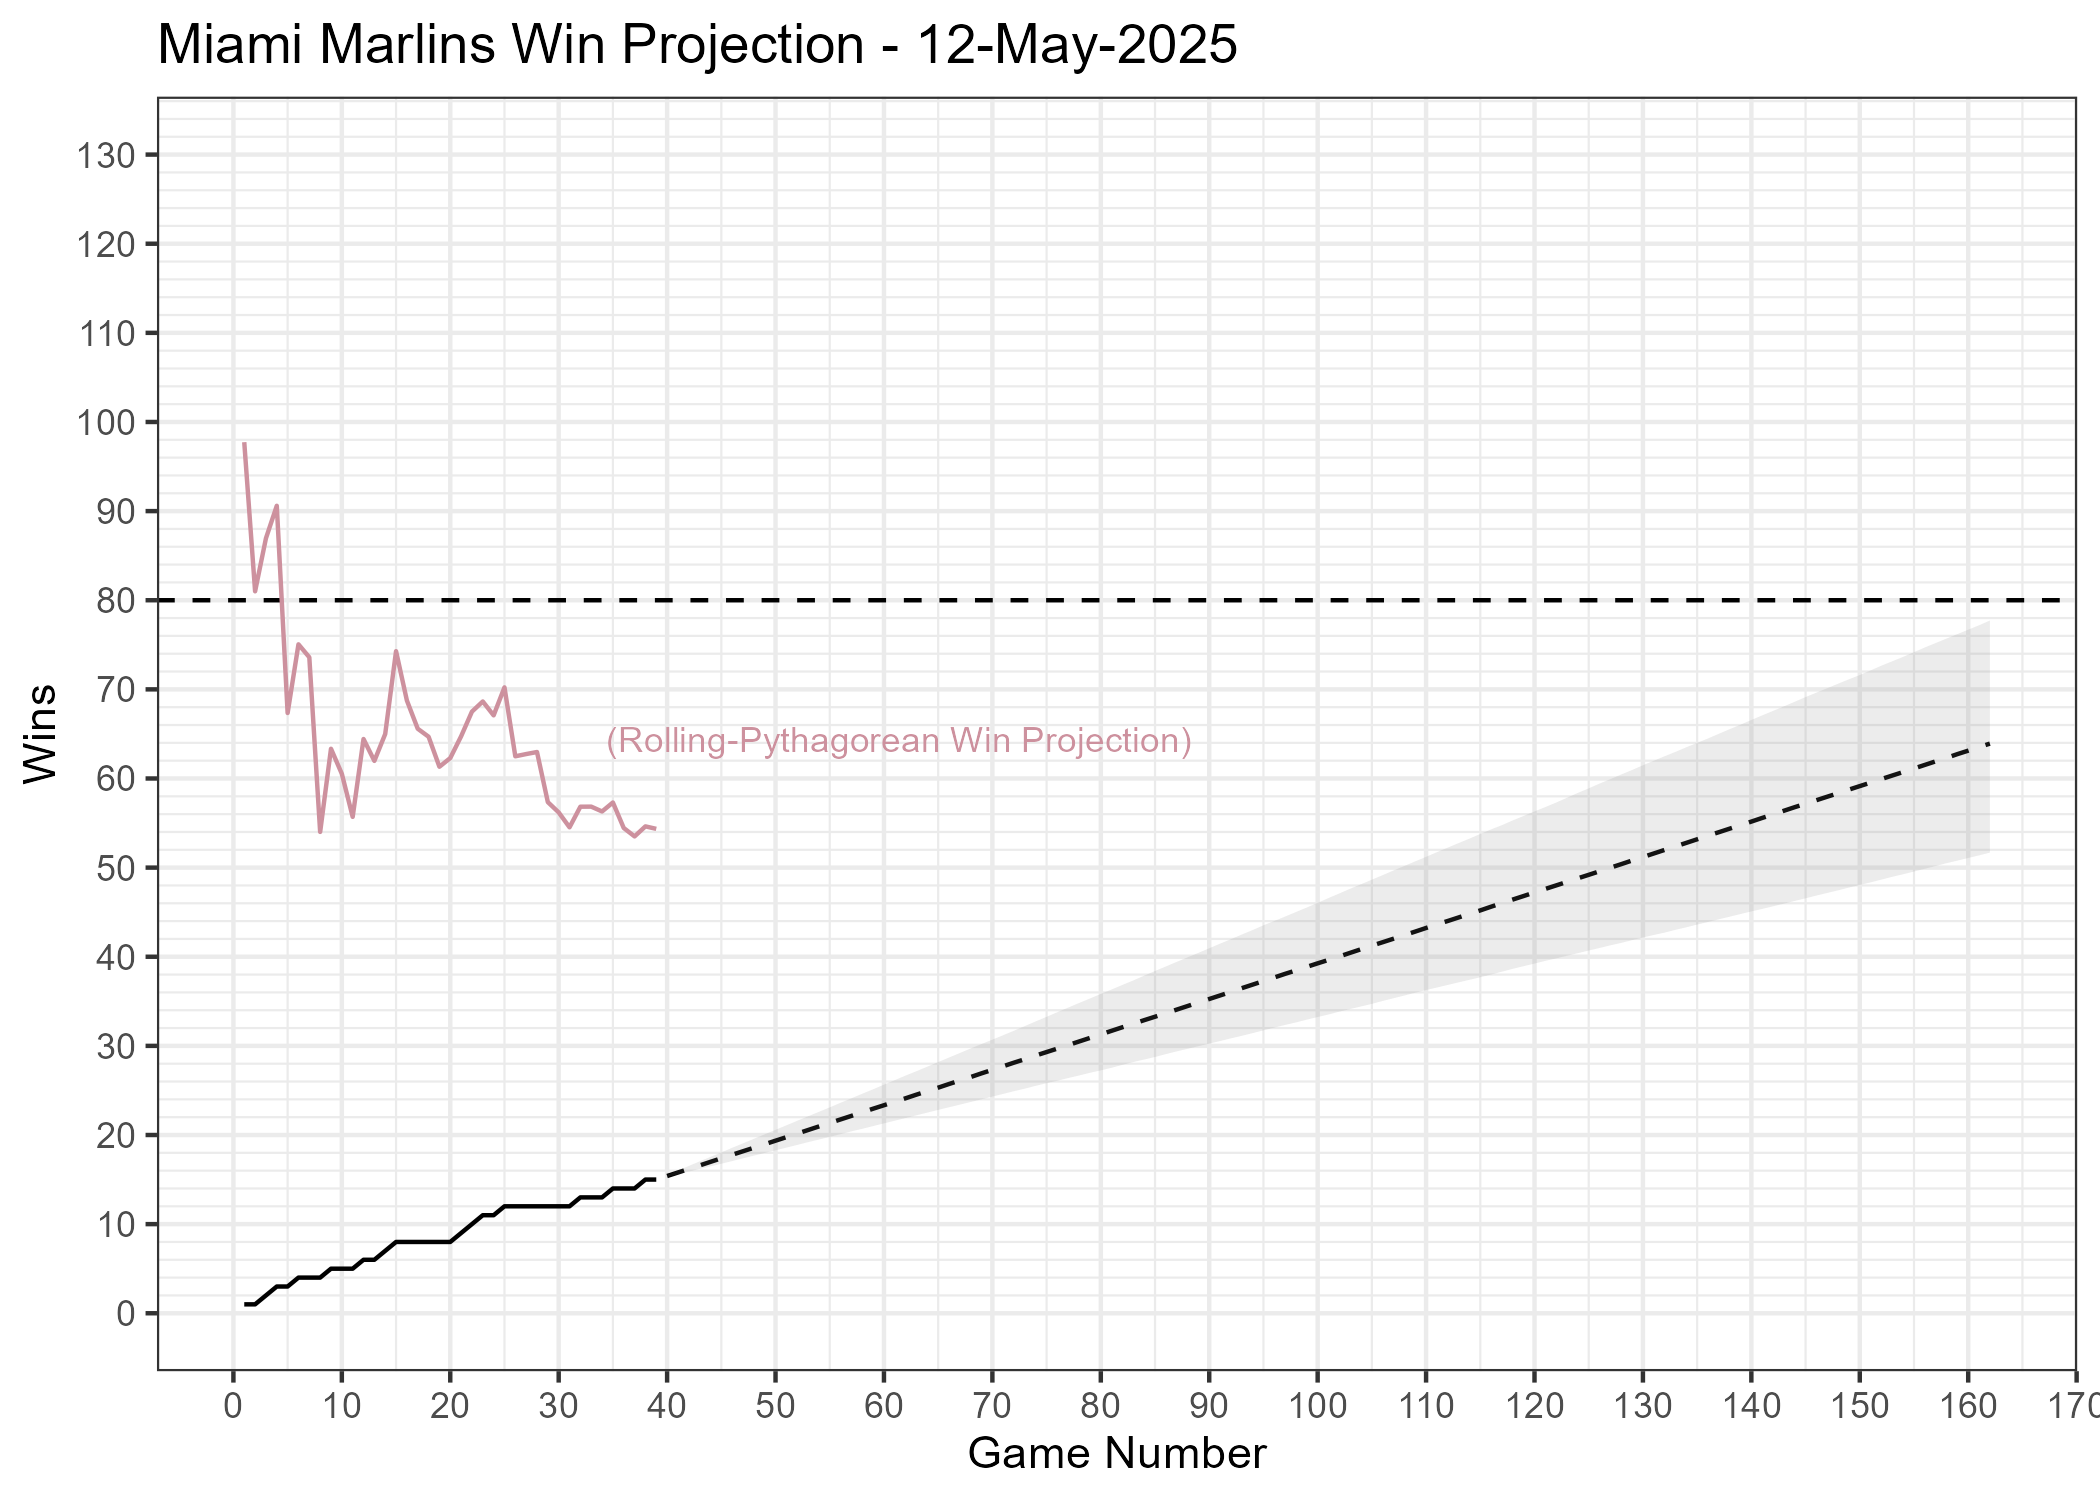 Miami Marlins Win Projection - 12-May-2025
Wins
130
120
110
100
90
80
70
60
50
40
30
20
10
0
(Rolling-Pythagorean Win Projection)
0 10 20 30 40 50 60 70 80 90 100 110 120 130 140 150 160 170
Game Number